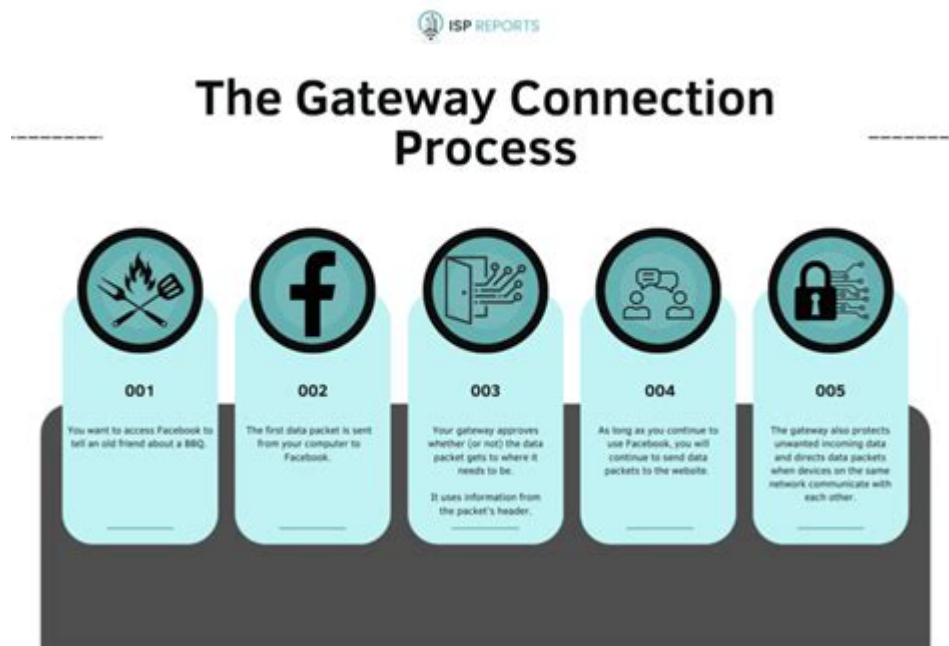 ISP REPORTS
The Gateway Connection
Process
001
You want to access Facebook to
tell an old friend about a BBQ.
002
The first data packet is sent
from your computer to
Facebook.
003
Your gateway approves
whether (or not) the data
packet gets to where it
needs to be.
It uses information from
the packet's header.
004
As long as you continue to
use Facebook, you will
continue to send data
packets to the website.
005
The gateway also protects
unwanted incoming data
and directs data packets
when devices on the same
network communicate with
each other.